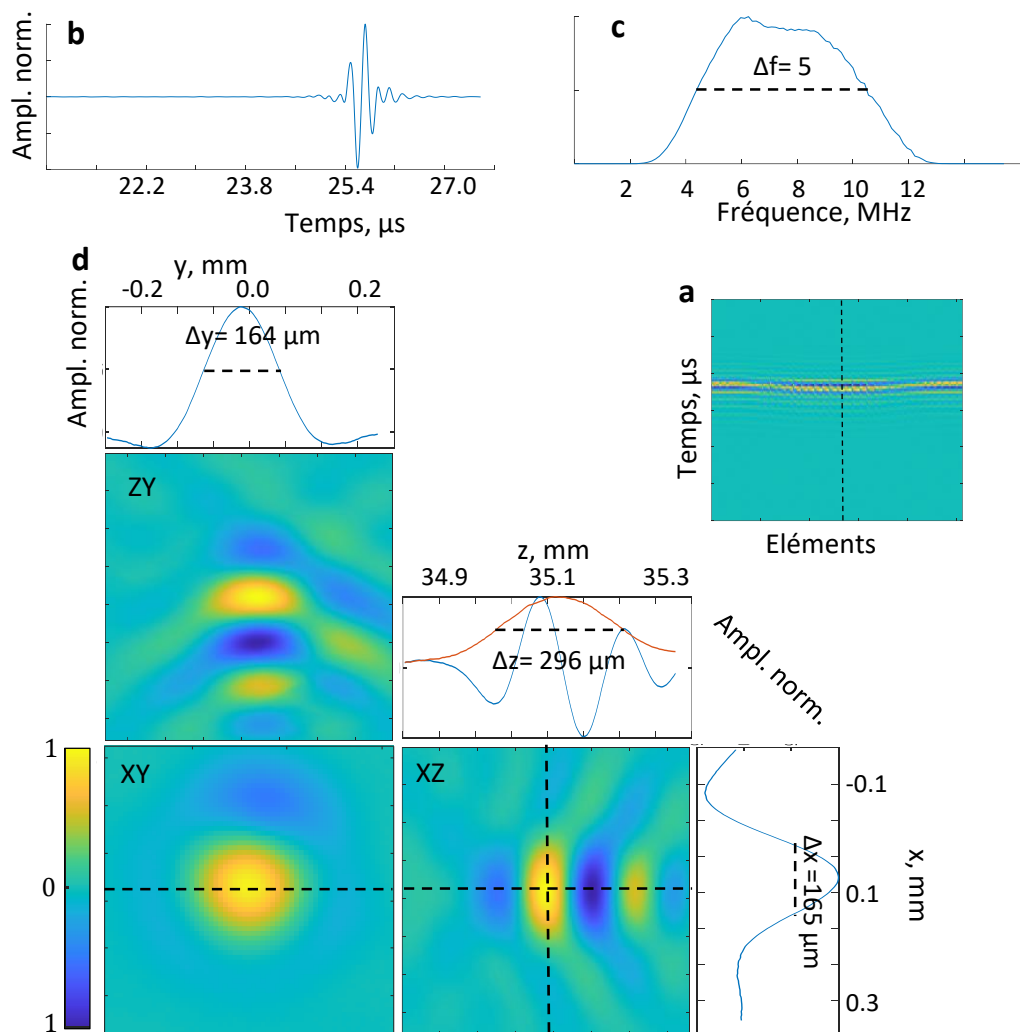 b
Ampl. norm.
22.2 23.8 25.4 27.0
Temps, µs
c
Δf= 5
2 4 6 8 10 12
Fréquence, MHz
d
y, mm
-0.2 0.0 0.2
Ampl. norm.
Δy= 164 µm
a
Temps, µs
Eléments
ZY
z, mm
34.9 35.1 35.3
Δz= 296 µm
Ampl. norm.
1
0
1
XY
XZ
-0.1
0.1
0.3
x, mm
Δx =165 µm